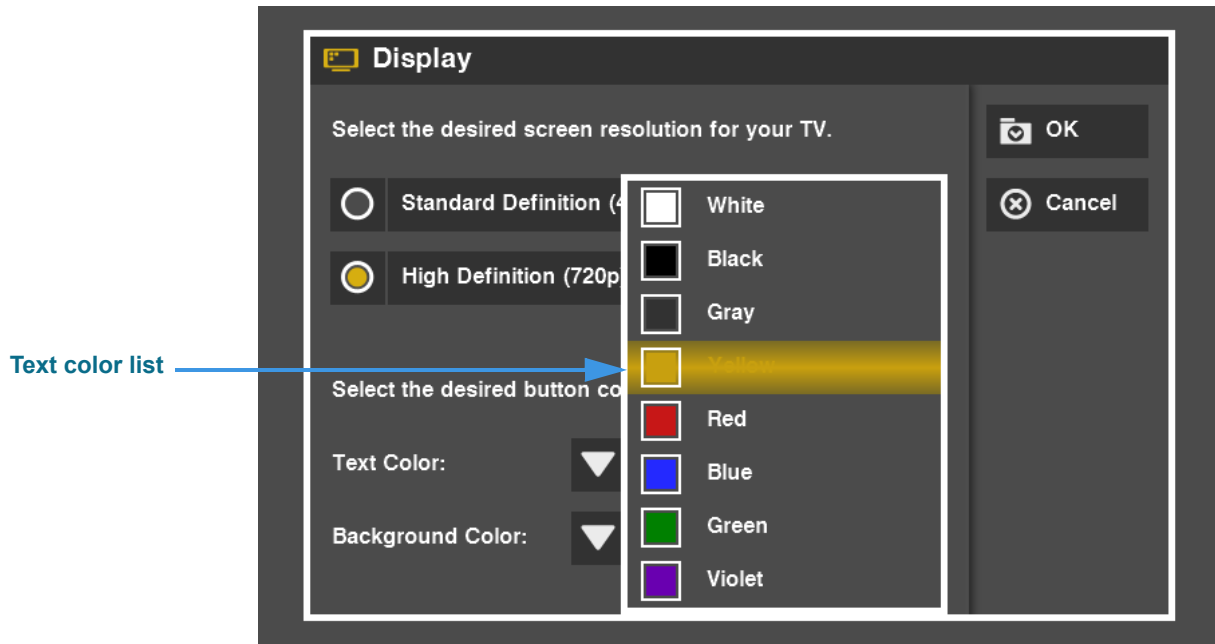 Display
Select the desired screen resolution for your TV.
OK
Standard Definition (4
White
Cancel
Black
High Definition (720p)
Gray
Text color list
Yellow
Select the desired button co
Red
Text Color:
Blue
Green
Background Color:
Violet